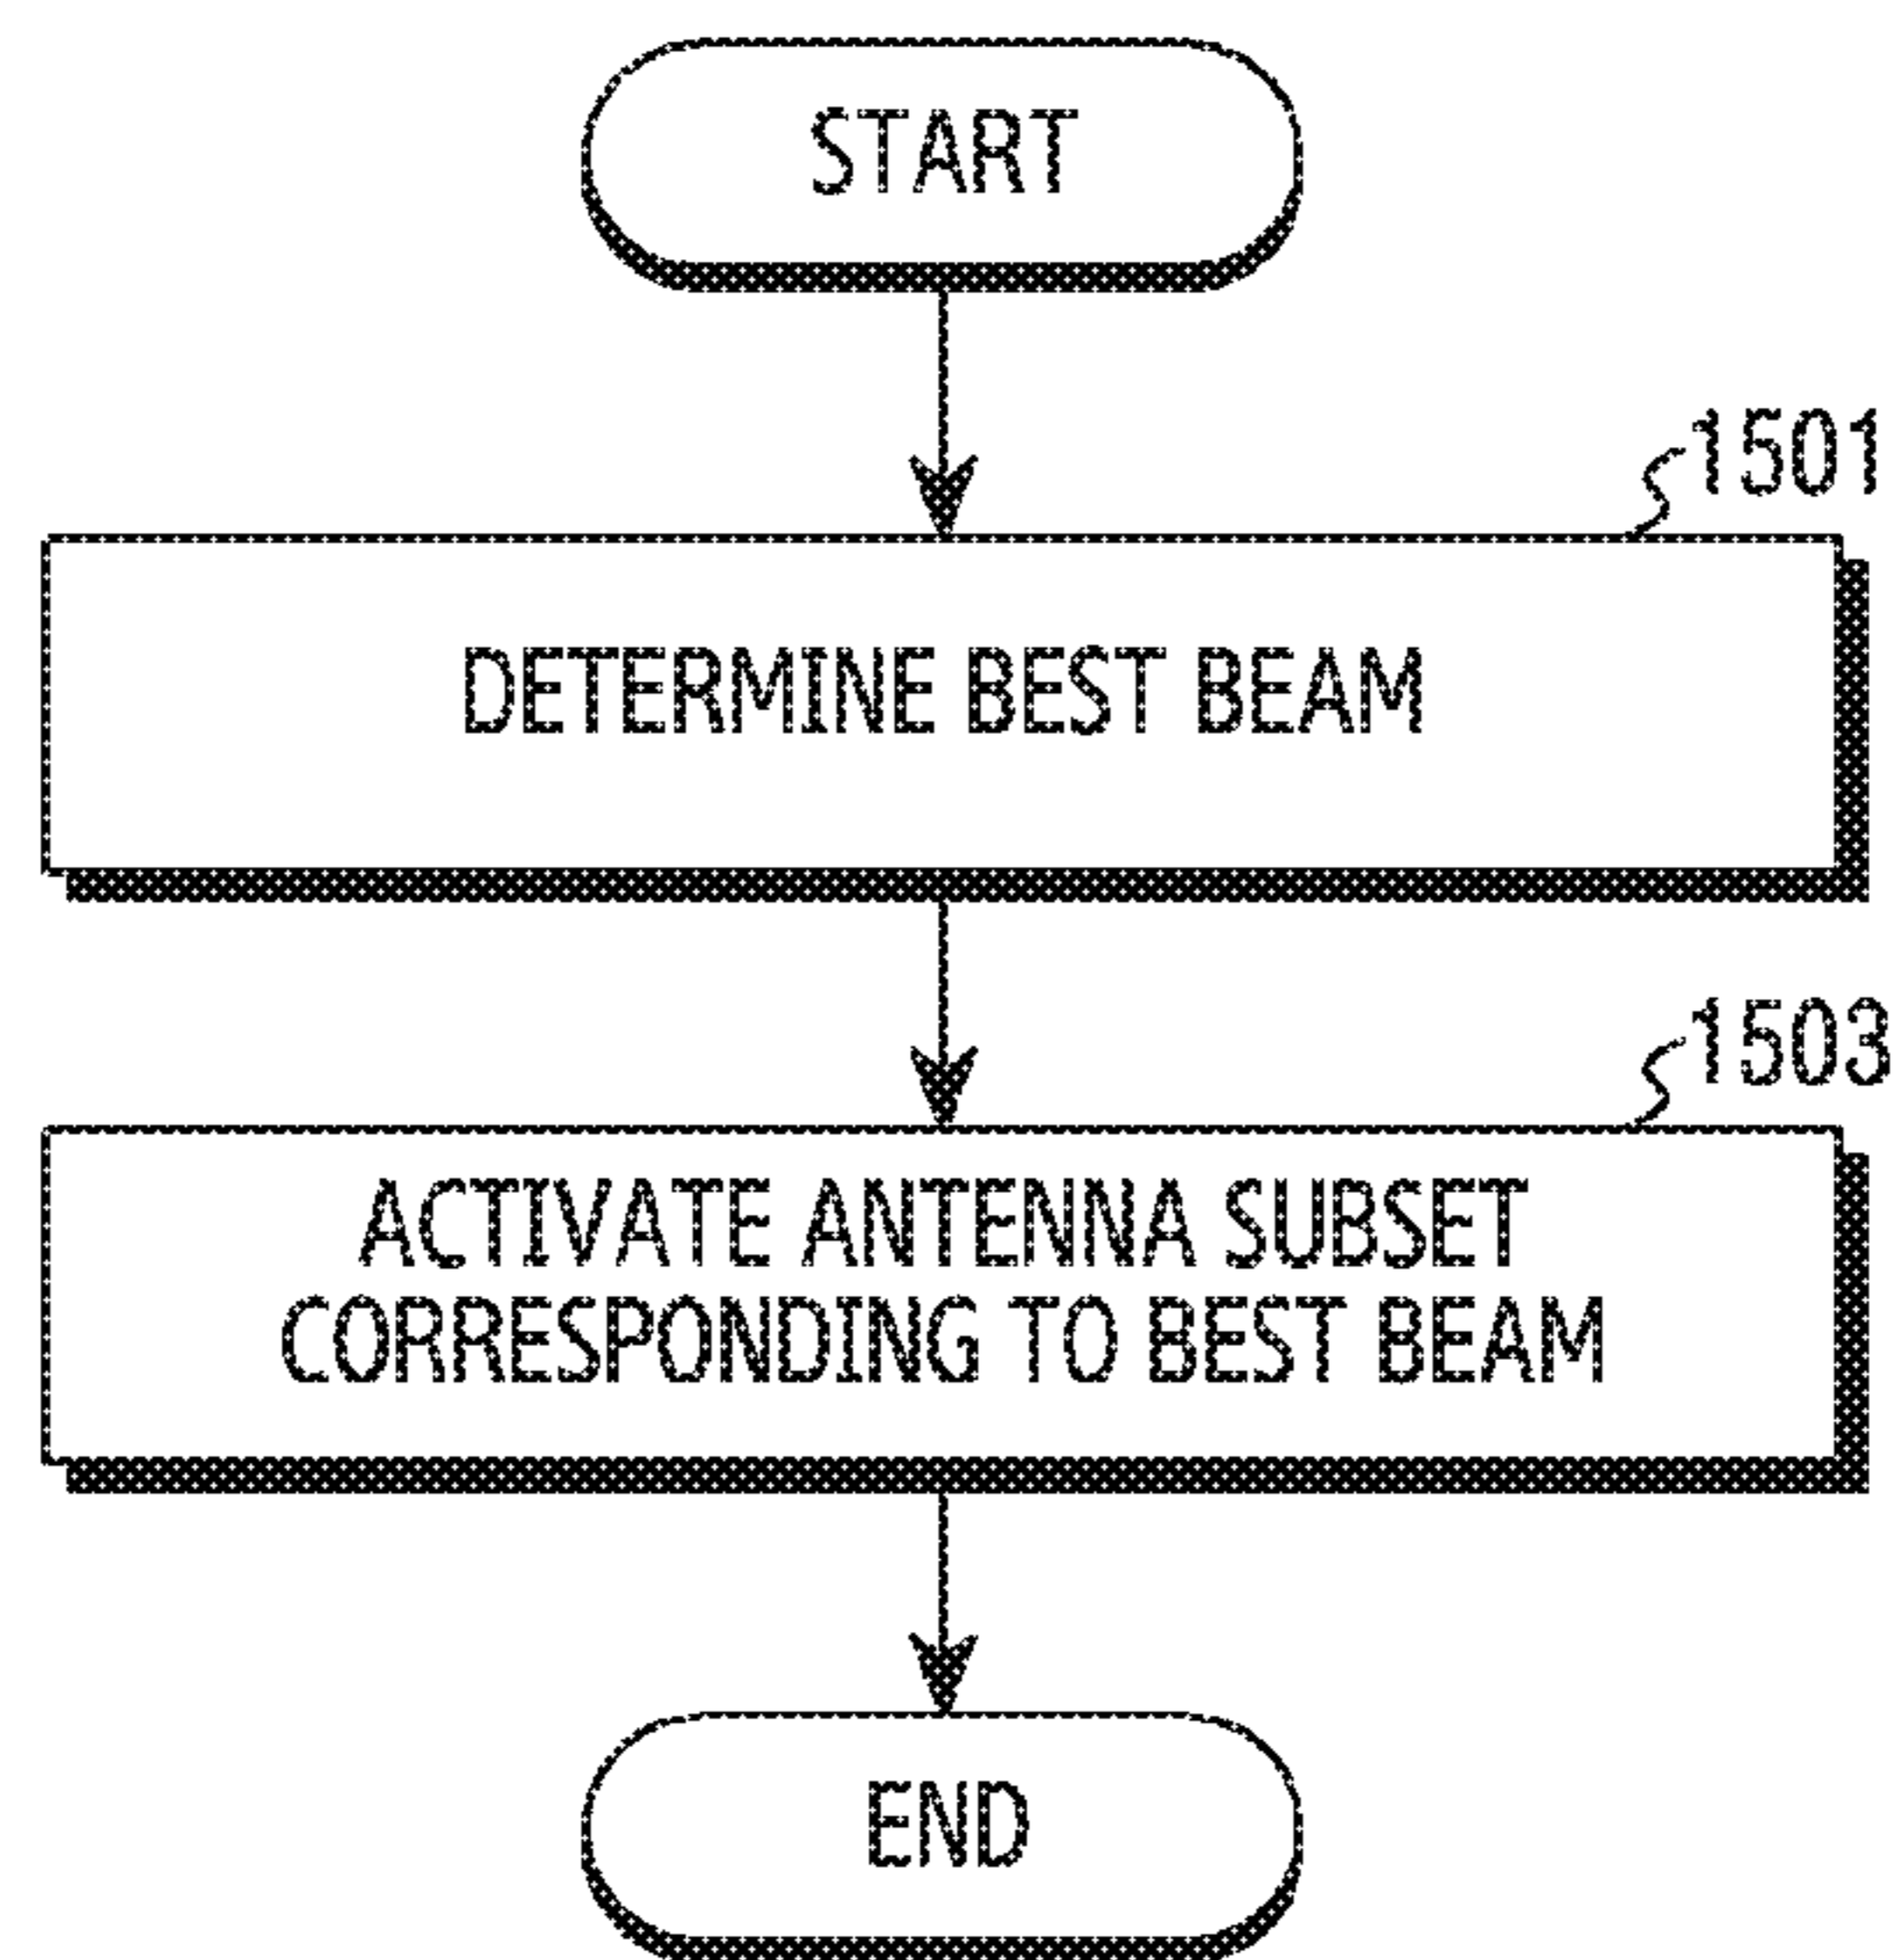 START
1501
DETERMINE BEST BEAM
1503
ACTIVATE ANTENNA SUBSET
CORRESPONDING TO BEST BEAM
END